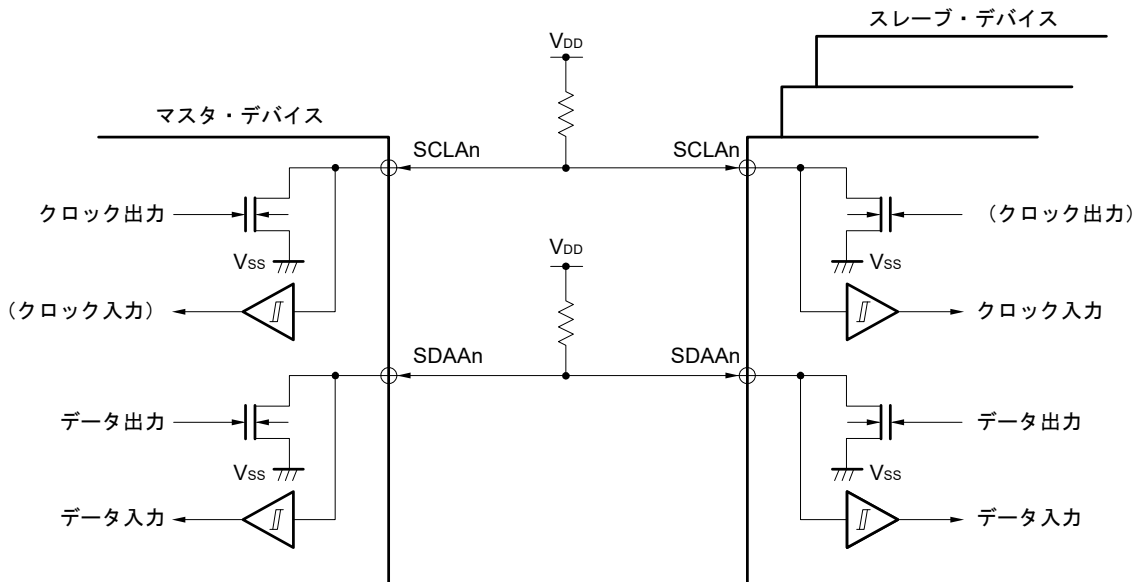 スレーブ・デバイス
VDD
マスタ・デバイス
SCLAn
SCLAn
クロック出力
(クロック出力)
VSS
VDD
VSS
(クロック入力)
クロック入力
SDAAn
SDAAn
データ出力
データ出力
VSS
VSS
データ入力
データ入力